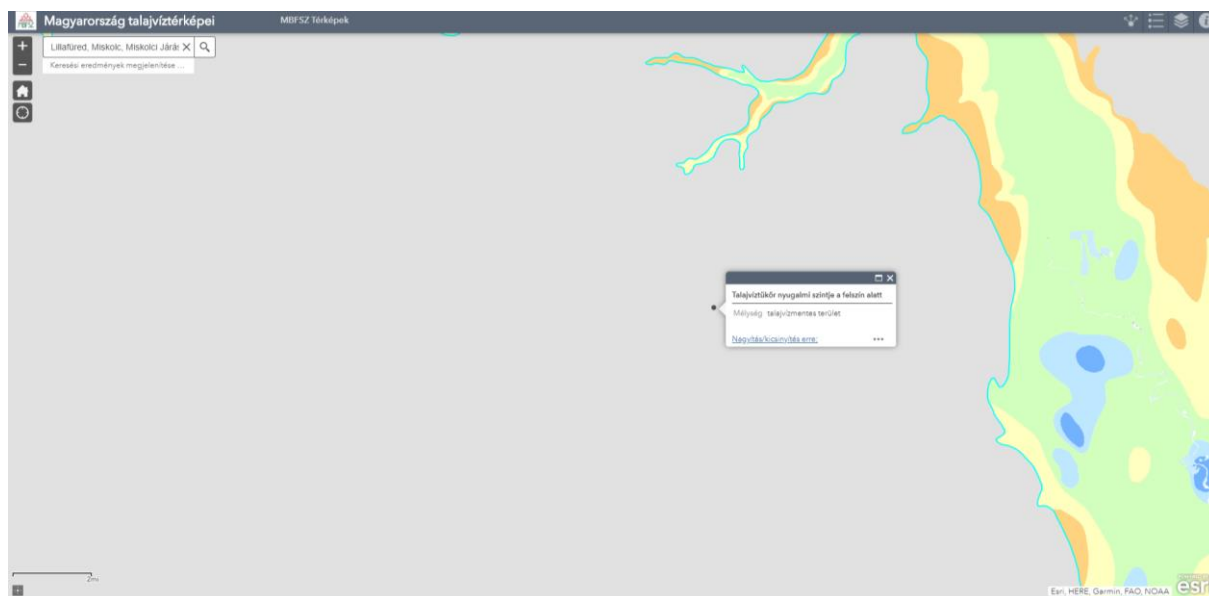 Magyarország talajvíztérképei
MBFSZ Térképek
Lillafüred, Miskolc, Miskolci Járás
Keresési eredmények megjelenítése ...
Talajvíztükör nyugalmi szintje a felszín alatt
Mélység talajvízmentes terület
Nagyítás/kicsinyítés erre:
2mi
Esri, HERE, Garmin, FAO, NOAA
esri